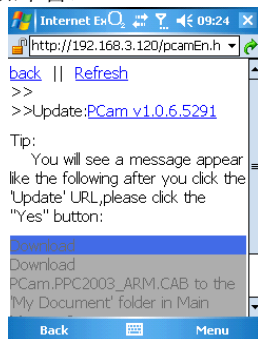 Internet Ex 09:24
http://192.168.3.120/pcamEn.h
back || Refresh
>>
>>Update:PCam v1.0.6.5291
Tip:
You will see a message appear
like the following after you click the
'Update' URL,please click the
"Yes" button:
Download
Download
PCam.PPC2003_ARM.CAB to the
'My Document' folder in Main
Back Menu